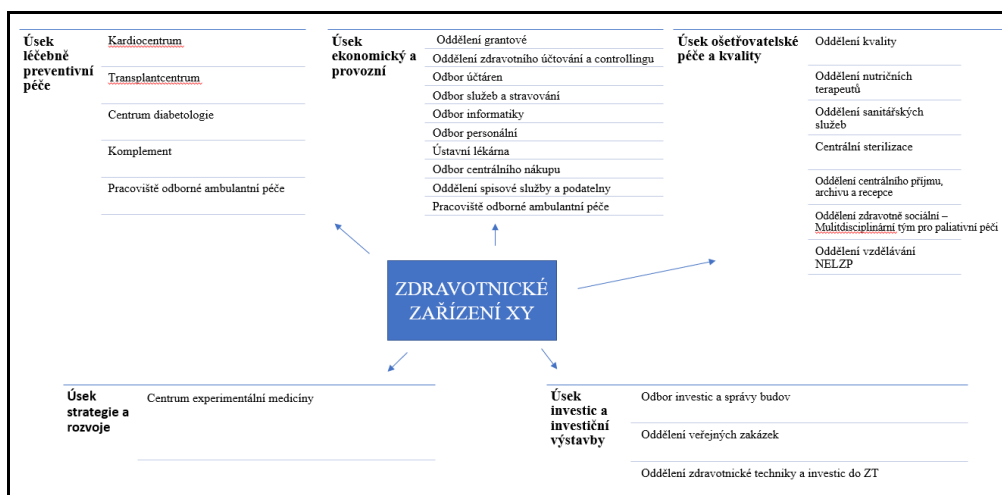 Úsek
léčebně
preventivní
péče
Kardiocentrum
Transplantcentrum
Centrum diabetologie
Komplement
Pracoviště odborné ambulantní péče
Úsek
ekonomický a
provozní
Oddělení grantové
Oddělení zdravotního účtování a controllingu
Odbor účtáren
Odbor služeb a stravování
Odbor informatiky
Odbor personální
Ústavní lékárna
Odbor centrálního nákupu
Oddělení spisové služby a podatelny
Pracoviště odborné ambulantní péče
Úsek ošetřovatelské
péče a kvality
Oddělení kvality
Oddělení nutričních
terapeutů
Oddělení sanitářských
služeb
Centrální sterilizace
Oddělení centrálního příjmu,
archivu a recepce
Oddělení zdravotně sociální –
Mulitdisciplinární tým pro paliativní péči
Oddělení vzdělávání
NELZP
ZDRAVOTNICKÉ
ZAŘÍZENÍ XY
Úsek
strategie a
rozvoje
Centrum experimentální medicíny
Úsek
investic a
investiční
výstavby
Odbor investic a správy budov
Oddělení veřejných zakázek
Oddělení zdravotnické techniky a investic do ZT